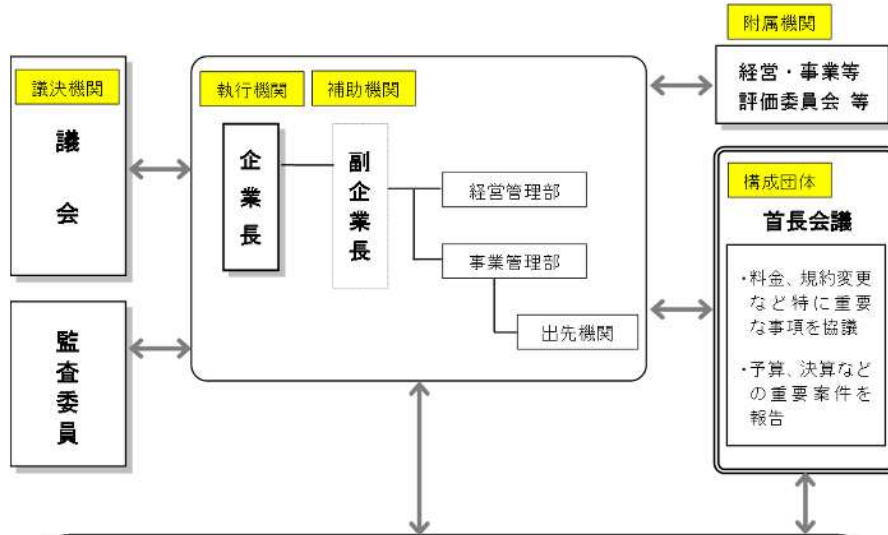 議決機関
議会
監査委員
執行機関
補助機関
企業長
副企業長
経営管理部
事業管理部
出先機関
附属機関
経営・事業等
評価委員会 等
構成団体
首長会議
・料金、規約変更
など特に重要
な事項を協議
・予算、決算など
の重要案件を
報告